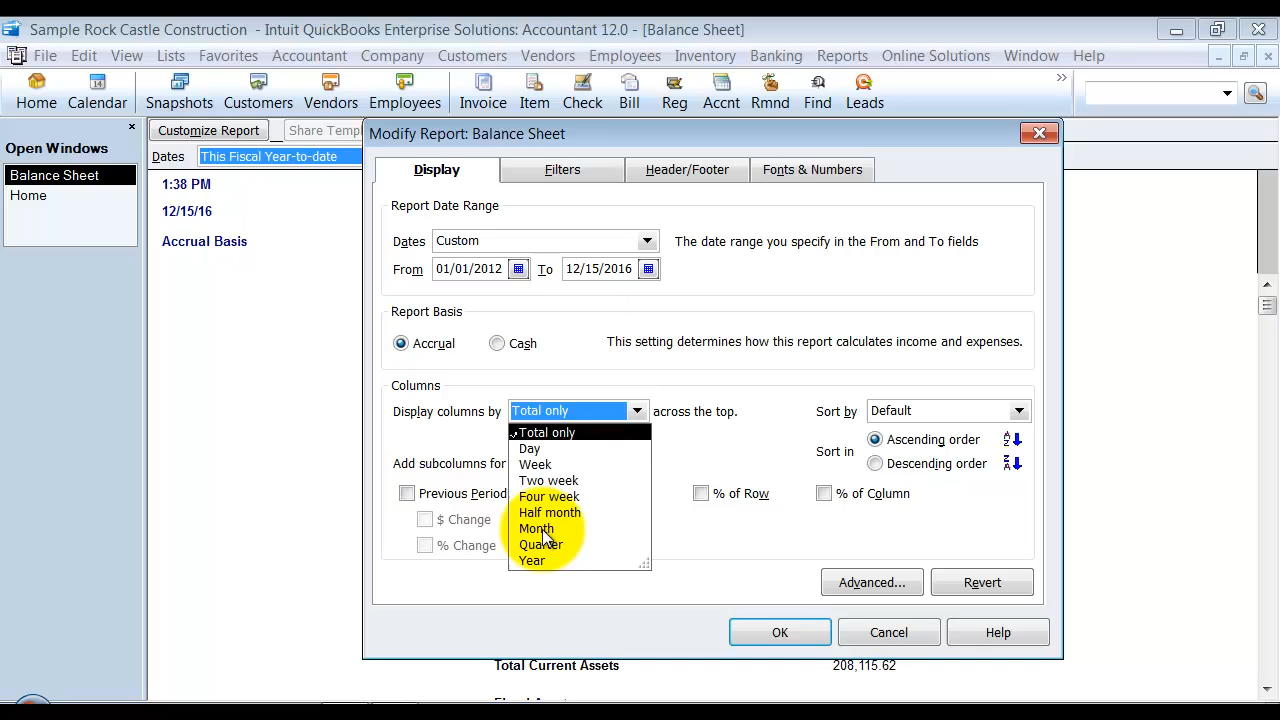 Sample Rock Castle Construction - Intuit QuickBooks Enterprise Solutions: Accountant 12.0 - [Balance Sheet]
File Edit View Lists Favorites Accountant Company Customers Vendors Employees Inventory Banking Reports Online Solutions Window Help
Home Calendar Snapshots Customers Vendors Employees Invoice Item Check Bill Reg Accnt Rmnd Find Leads
Open Windows
Balance Sheet
Home
Customize Report Share Templ
Dates This Fiscal Year-to-date
1:38 PM
12/15/16
Accrual Basis
Modify Report: Balance Sheet
Display Filters Header/Footer Fonts & Numbers
Report Date Range
Dates Custom The date range you specify in the From and To fields
From 01/01/2012 To 12/15/2016
Report Basis
Accrual Cash This setting determines how this report calculates income and expenses.
Columns
Display columns by Total only across the top. Sort by Default
Total only
Day
Week
Two week
Four week
Half month
Month
Quarter
Year
Sort in Ascending order
Descending order
Add subcolumns for
Previous Period % of Row % of Column
$ Change
% Change
Advanced... Revert
OK Cancel Help
Total Current Assets 208,115.62